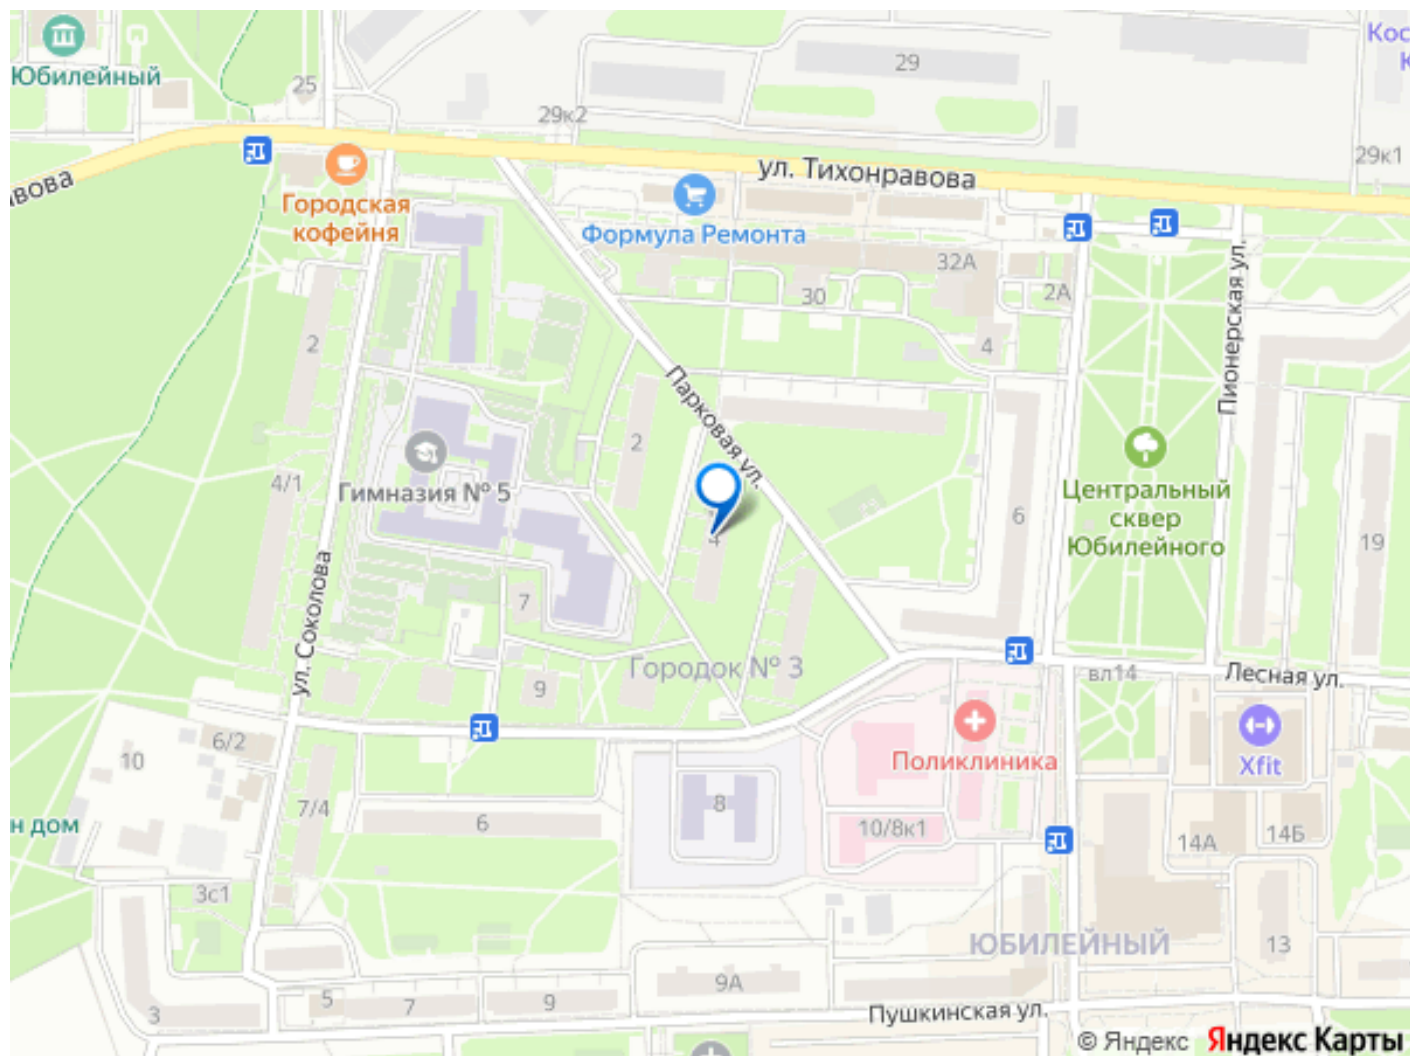 Юбилейный
25
29к2
29
Кос
К
29к1
ул. Тихонравова
авова
Городская
кофейня
Формула Ремонта
32А
2А
30
4
2
Парковая ул.
Пионерская ул.
2
4/1
Гимназия № 5
4
6
Центральный
сквер
Юбилейного
19
ул. Соколова
7
9
Городок № 3
вл14
Лесная ул.
Поликлиника
Xfit
10
6/2
7/4
6
8
10/8к1
14А
14Б
н дом
3с1
ЮБИЛЕЙНЫЙ
13
3
5
7
9
9А
Пушкинская ул.
© Яндекс Яндекс Карты